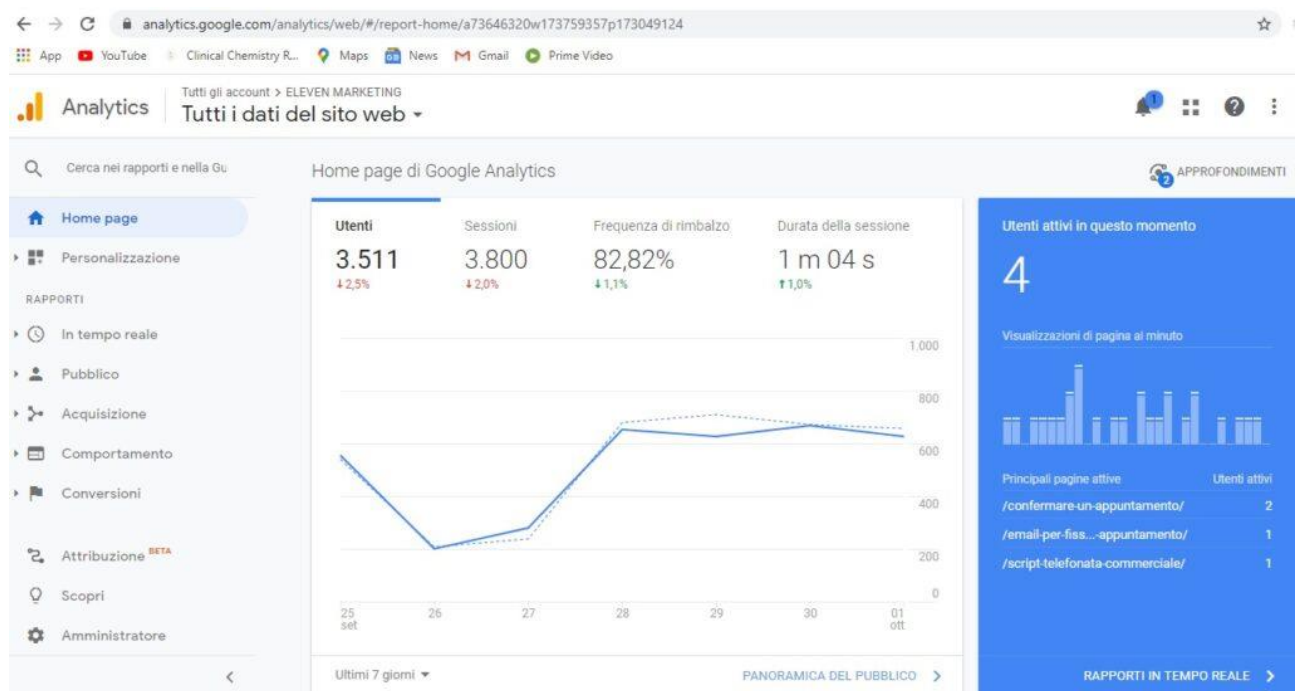 analytics.google.com/analytics/web/#/report-home/a73646320w173759357p173049124
App YouTube Clinical Chemistry R... Maps News Gmail Prime Video
Analytics
Tutti gli account > ELEVEN MARKETING
Tutti i dati del sito web
1
Cerca nei rapporti e nella Gu
Home page
Personalizzazione
RAPPORTI
In tempo reale
Pubblico
Acquisizione
Comportamento
Conversioni
Attribuzione BETA
Scopri
Amministratore
Home page di Google Analytics
2 APPROFONDIMENTI
Utenti Sessioni Frequenza di rimbalzo Durata della sessione
3.511 3.800 82,82% 1 m 04 s
↓2,5% ↓2,0% ↓1,1% ↑1,0%
1.000
800
600
400
200
0
25 26 27 28 29 30 01
set ott
Ultimi 7 giorni PANORAMICA DEL PUBBLICO
Utenti attivi in questo momento
4
Visualizzazioni di pagina al minuto
Principali pagine attive Utenti attivi
/confermare-un-appuntamento/ 2
/email-per-fiss...-appuntamento/ 1
/script-telefonata-commerciale/ 1
RAPPORTI IN TEMPO REALE